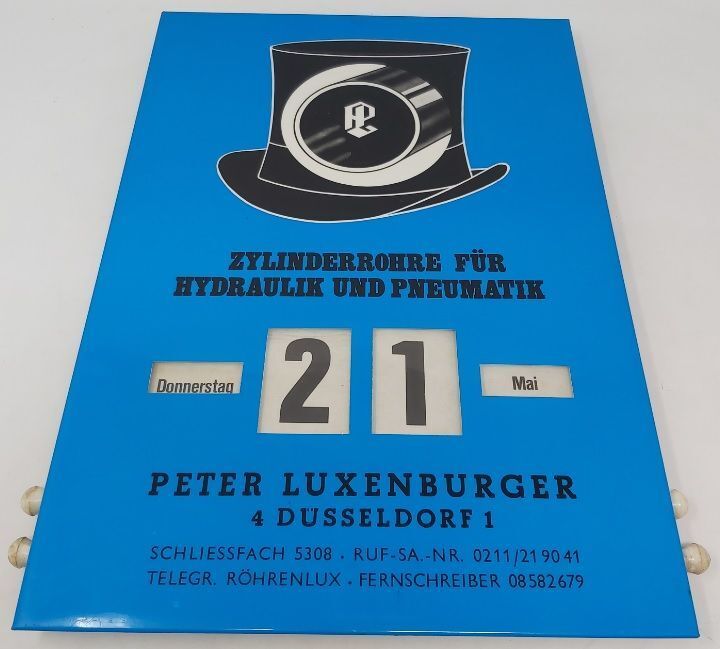 PL
ZYLINDERROHRE FÜR
HYDRAULIK UND PNEUMATIK
Donnerstag 21 Mai
PETER LUXENBURGER
4 DÜSSELDORF 1
SCHLIESSFACH 5308 · RUF-SA.-NR. 0211/219041
TELEGR. RÖHRENLUX · FERNSCHREIBER 08582679